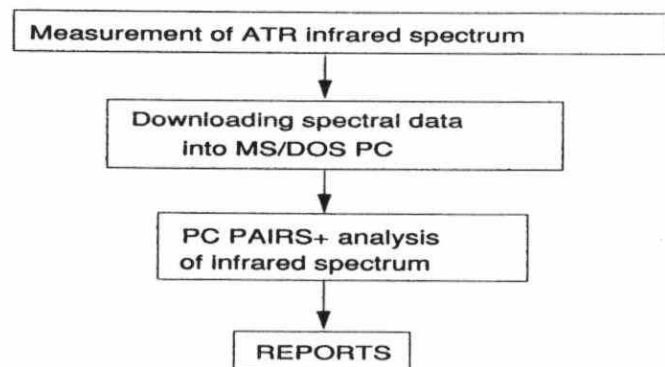 Measurement of ATR infrared spectrum
Downloading spectral data
into MS/DOS PC
PC PAIRS+ analysis
of infrared spectrum
REPORTS